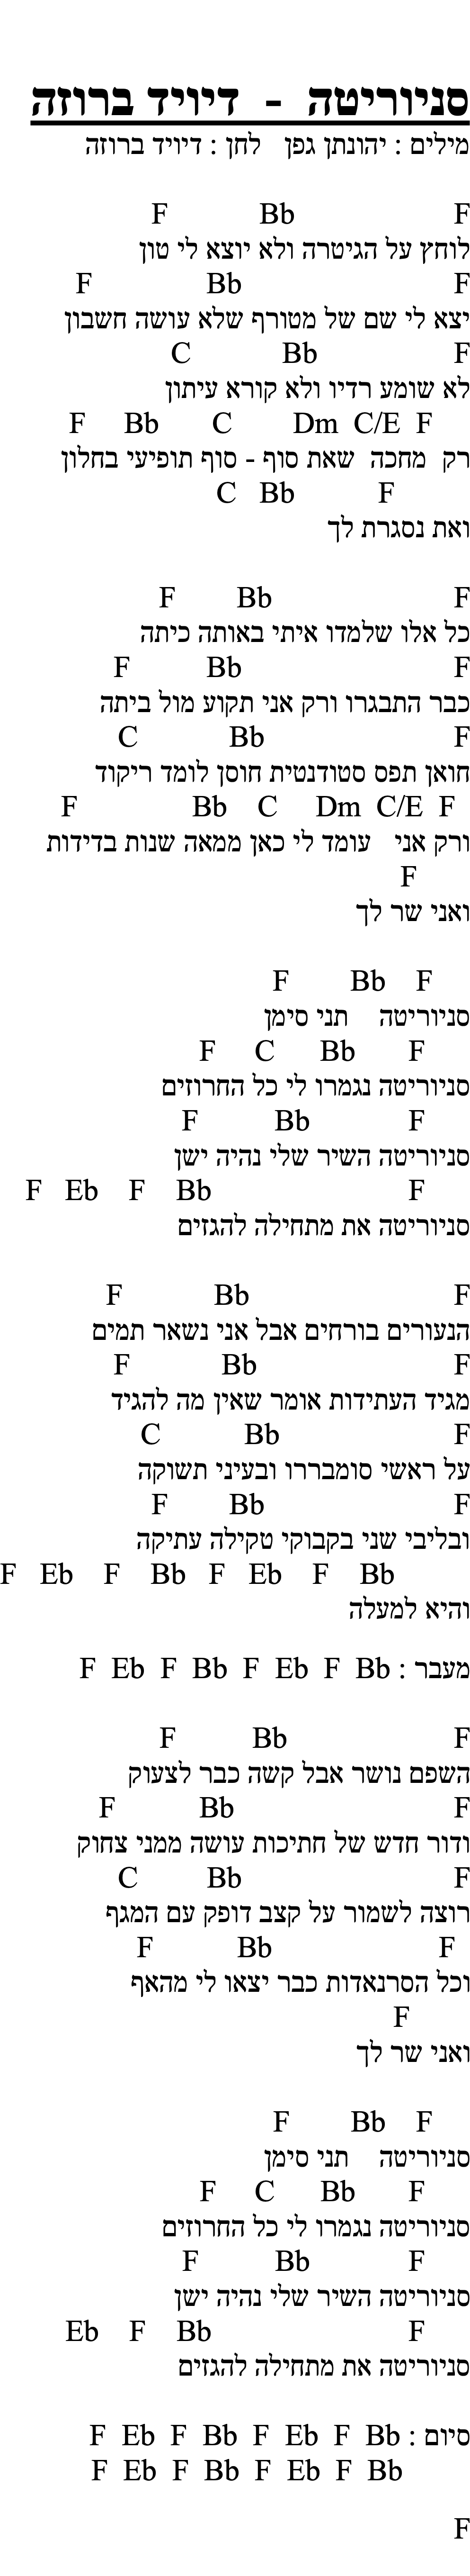 סניוריטה - דיויד ברוזה
מילים : יהונתן גפן לחן : דיויד ברוזה
F Bb F
לוחץ על הגיטרה ולא יוצא לי טון
F Bb F
יצא לי שם של מטורף שלא עושה חשבון
C Bb F
לא שומע רדיו ולא קורא עיתון
F Bb C Dm C/E F
רק מחכה שאת סוף - סוף תופיעי בחלון
C Bb F
ואת נסגרת לך
F Bb F
כל אלו שלמדו איתי באותה כיתה
F Bb F
כבר התבגרו ורק אני תקוע מול ביתה
C Bb F
חואן תפס סטודנטית חוסן לומד ריקוד
F Bb C Dm C/E F
ורק אני עומד לי כאן ממאה שנות בדידות
F
ואני שר לך
F Bb F
סניוריטה תני סימן
F C Bb F
סניוריטה נגמרו לי כל החרוזים
F Bb F
סניוריטה השיר שלי נהיה ישן
F Eb F Bb F
סניוריטה את מתחילה להגזים
F Bb F
הנעורים בורחים אבל אני נשאר תמים
F Bb F
מגיד העתידות אומר שאין מה להגיד
C Bb F
על ראשי סומבררו ובעיני תשוקה
F Bb F
ובליבי שני בקבוקי טקילה עתיקה
F Eb F Bb F Eb F Bb
והיא למעלה
מעבר : F Eb F Bb F Eb F Bb
F Bb F
השפם נושר אבל קשה כבר לצעוק
F Bb F
ודור חדש של חתיכות עושה ממני צחוק
C Bb F
רוצה לשמור על קצב דופק עם המגף
F Bb F
וכל הסרנאדות כבר יצאו לי מהאף
F
ואני שר לך
F Bb F
סניוריטה תני סימן
F C Bb F
סניוריטה נגמרו לי כל החרוזים
F Bb F
סניוריטה השיר שלי נהיה ישן
Eb F Bb F
סניוריטה את מתחילה להגזים
סיום : F Eb F Bb F Eb F Bb
F Eb F Bb F Eb F Bb
F